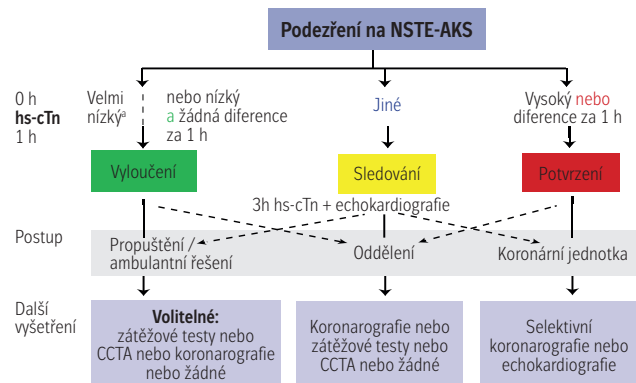 Podezření na NSTE-AKS
0 h
hs-cTn
1 h
Velmi
nízkýª
nebo nízký
a žádná diference
za 1 h
Jiné
Vysoký nebo
diference za 1 h
Vyloučení
Sledování
Potvrzení
3h hs-cTn + echokardiografie
Postup
Propuštění /
ambulantní řešení
Oddělení
Koronární jednotka
Další
vyšetření
Volitelné:
zátěžové testy nebo
CCTA nebo koronarografie
nebo žádné
Koronarografie nebo
zátěžové testy nebo
CCTA nebo žádné
Selektivní
koronarografie nebo
echokardiografie